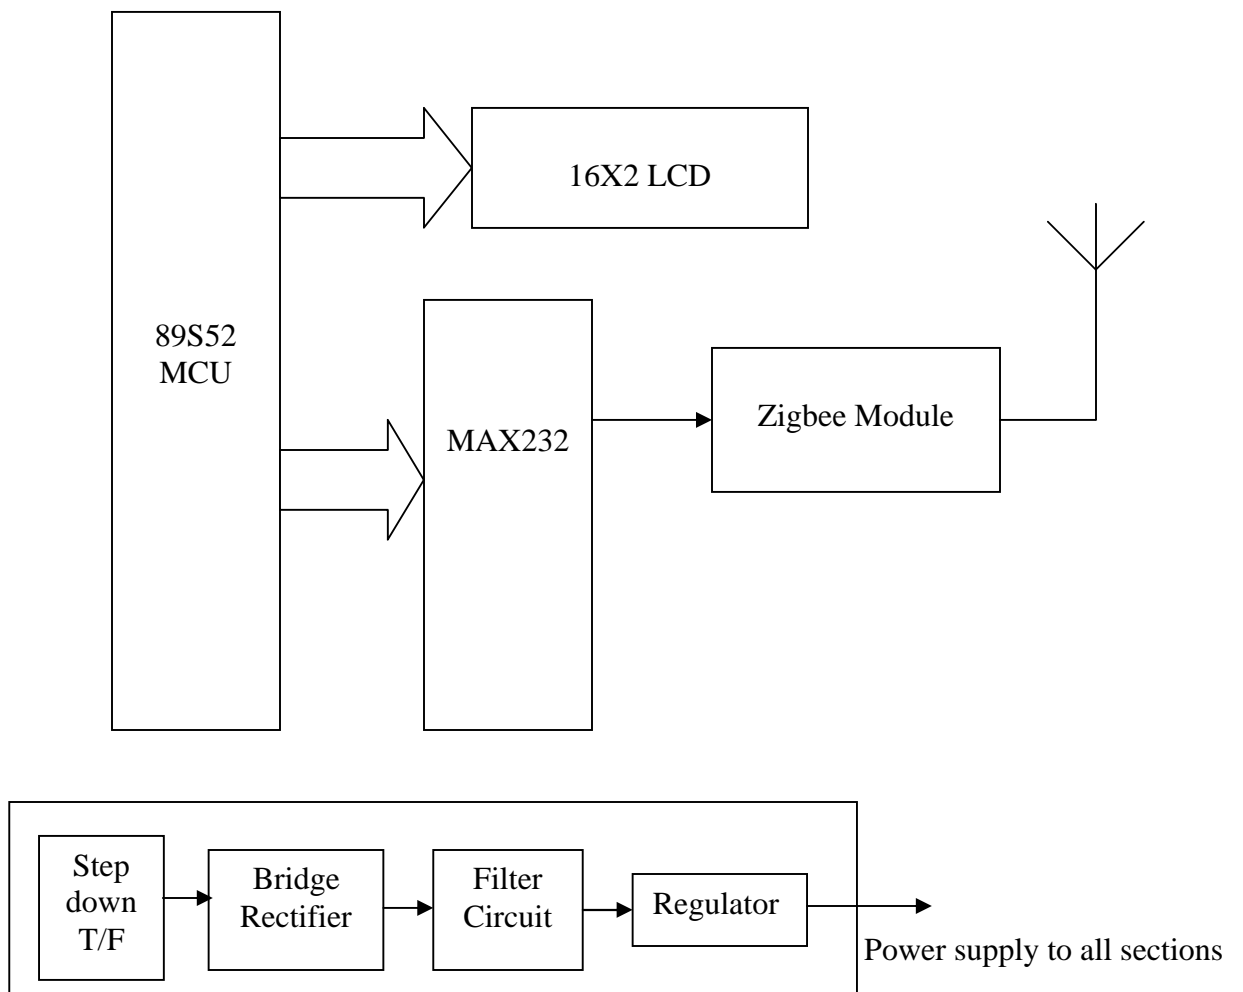 16X2 LCD
89S52
MCU
MAX232
Zigbee Module
Step
down
T/F
Bridge
Rectifier
Filter
Circuit
Regulator
Power supply to all sections